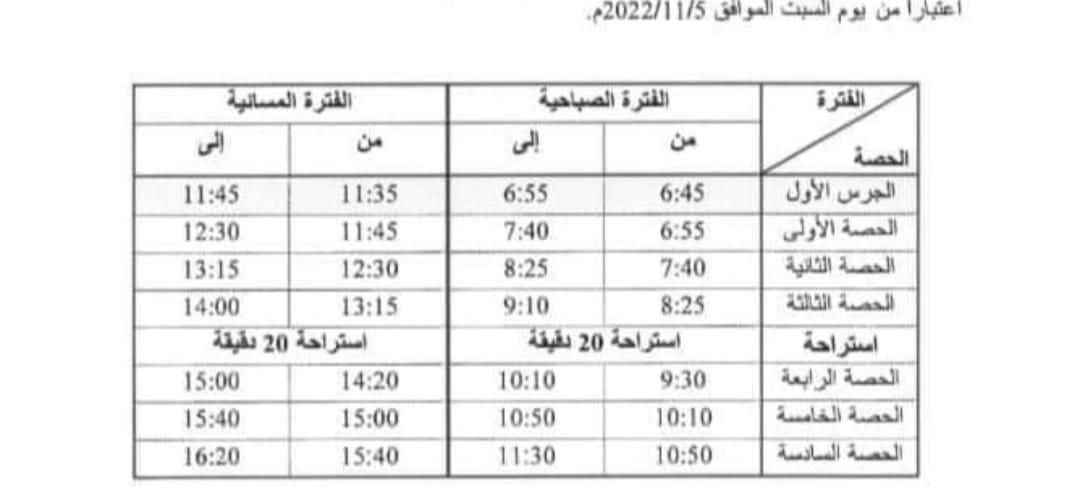 اعتباراً من يوم السبت الموافق 2022/11/5م.
الفترة الفترة الصباحية الفترة المسائية
الحصة من إلى من إلى
الجرس الأول 6:45 6:55 11:35 11:45
الحصة الأولى 6:55 7:40 11:45 12:30
الحصة الثانية 7:40 8:25 12:30 13:15
الحصة الثالثة 8:25 9:10 13:15 14:00
استراحة استراحة 20 دقيقة استراحة 20 دقيقة
الحصة الرابعة 9:30 10:10 14:20 15:00
الحصة الخامسة 10:10 10:50 15:00 15:40
الحصة السادسة 10:50 11:30 15:40 16:20